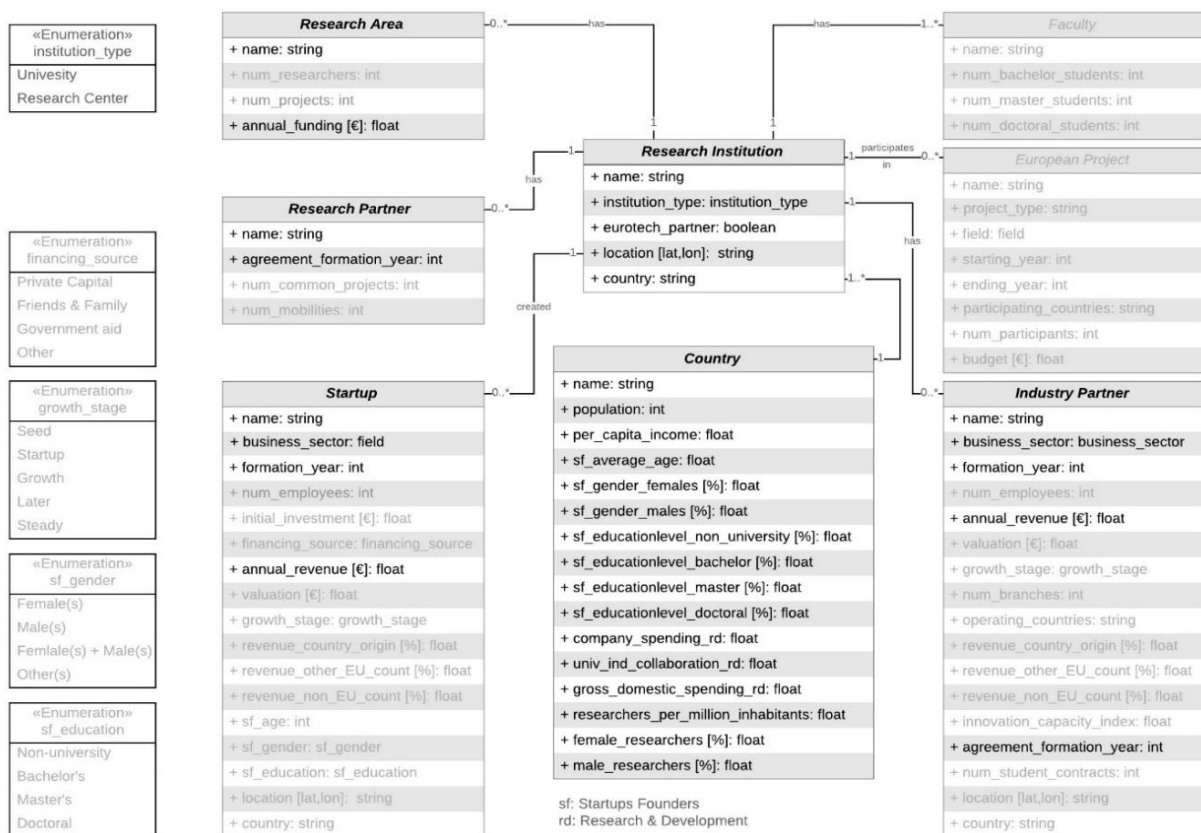 «Enumeration»
institution_type
Univesity
Research Center
«Enumeration»
financing_source
Private Capital
Friends & Family
Government aid
Other
«Enumeration»
growth_stage
Seed
Startup
Growth
Later
Steady
«Enumeration»
sf_gender
Female(s)
Male(s)
Femlale(s) + Male(s)
Other(s)
«Enumeration»
sf_education
Non-university
Bachelor's
Master's
Doctoral
Research Area
+ name: string
+ num_researchers: int
+ num_projects: int
+ annual_funding [€]: float
0..*
has
1
Research Partner
+ name: string
+ agreement_formation_year: int
+ num_common_projects: int
+ num_mobilities: int
0..*
has
1
Startup
+ name: string
+ business_sector: field
+ formation_year: int
+ num_employees: int
+ initial_investment [€]: float
+ financing_source: financing_source
+ annual_revenue [€]: float
+ valuation [€]: float
+ growth_stage: growth_stage
+ revenue_country_origin [%]: float
+ revenue_other_EU_count [%]: float
+ revenue_non_EU_count [%]: float
+ sf_age: int
+ sf_gender: sf_gender
+ sf_education: sf_education
+ location [lat,lon]: string
+ country: string
0..*
created
1
Research Institution
+ name: string
+ institution_type: institution_type
+ eurotech_partner: boolean
+ location [lat,lon]: string
+ country: string
1..*
1
Country
+ name: string
+ population: int
+ per_capita_income: float
+ sf_average_age: float
+ sf_gender_females [%]: float
+ sf_gender_males [%]: float
+ sf_educationlevel_non_university [%]: float
+ sf_educationlevel_bachelor [%]: float
+ sf_educationlevel_master [%]: float
+ sf_educationlevel_doctoral [%]: float
+ company_spending_rd: float
+ univ_ind_collaboration_rd: float
+ gross_domestic_spending_rd: float
+ researchers_per_million_inhabitants: float
+ female_researchers [%]: float
+ male_researchers [%]: float
sf: Startups Founders
rd: Research & Development
has
1..*
1
Faculty
+ name: string
+ num_bachelor_students: int
+ num_master_students: int
+ num_doctoral_students: int
1
participates
in
0..*
European Project
+ name: string
+ project_type: string
+ field: field
+ starting_year: int
+ ending_year: int
+ participating_countries: string
+ num_participants: int
+ budget [€]: float
1
has
0..*
Industry Partner
+ name: string
+ business_sector: business_sector
+ formation_year: int
+ num_employees: int
+ annual_revenue [€]: float
+ valuation [€]: float
+ growth_stage: growth_stage
+ num_branches: int
+ operating_countries: string
+ revenue_country_origin [%]: float
+ revenue_other_EU_count [%]: float
+ revenue_non_EU_count [%]: float
+ innovation_capacity_index: float
+ agreement_formation_year: int
+ num_student_contracts: int
+ location [lat,lon]: string
+ country: string